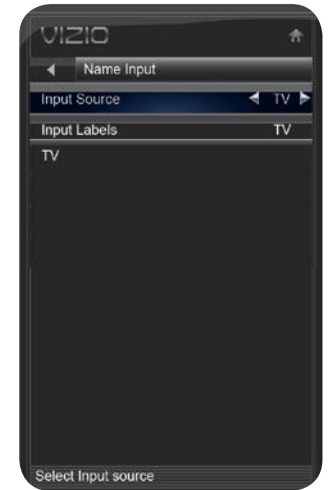 VIZIO
Name Input
Input Source TV
Input Labels TV
TV
Select Input source